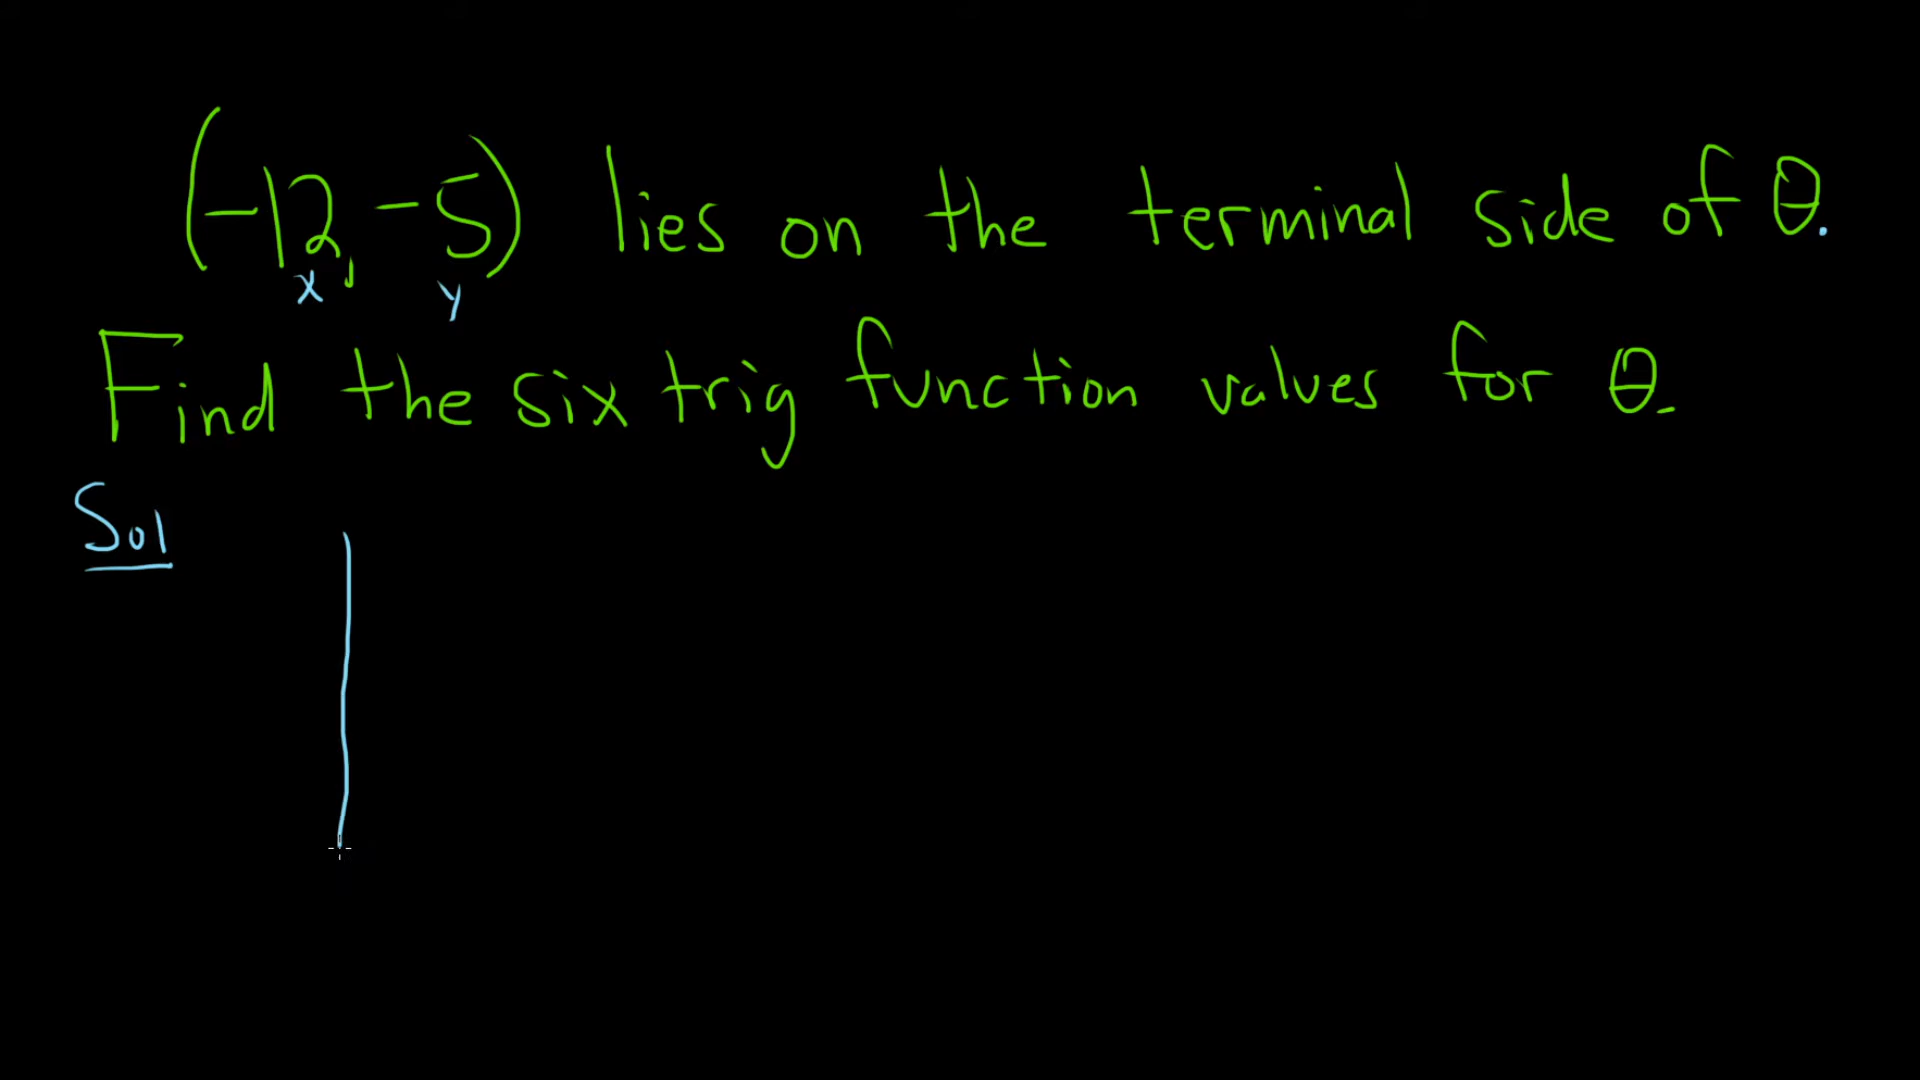 (-12, -5) lies on the terminal side of θ.
x y
Find the six trig function values for θ.
Sol